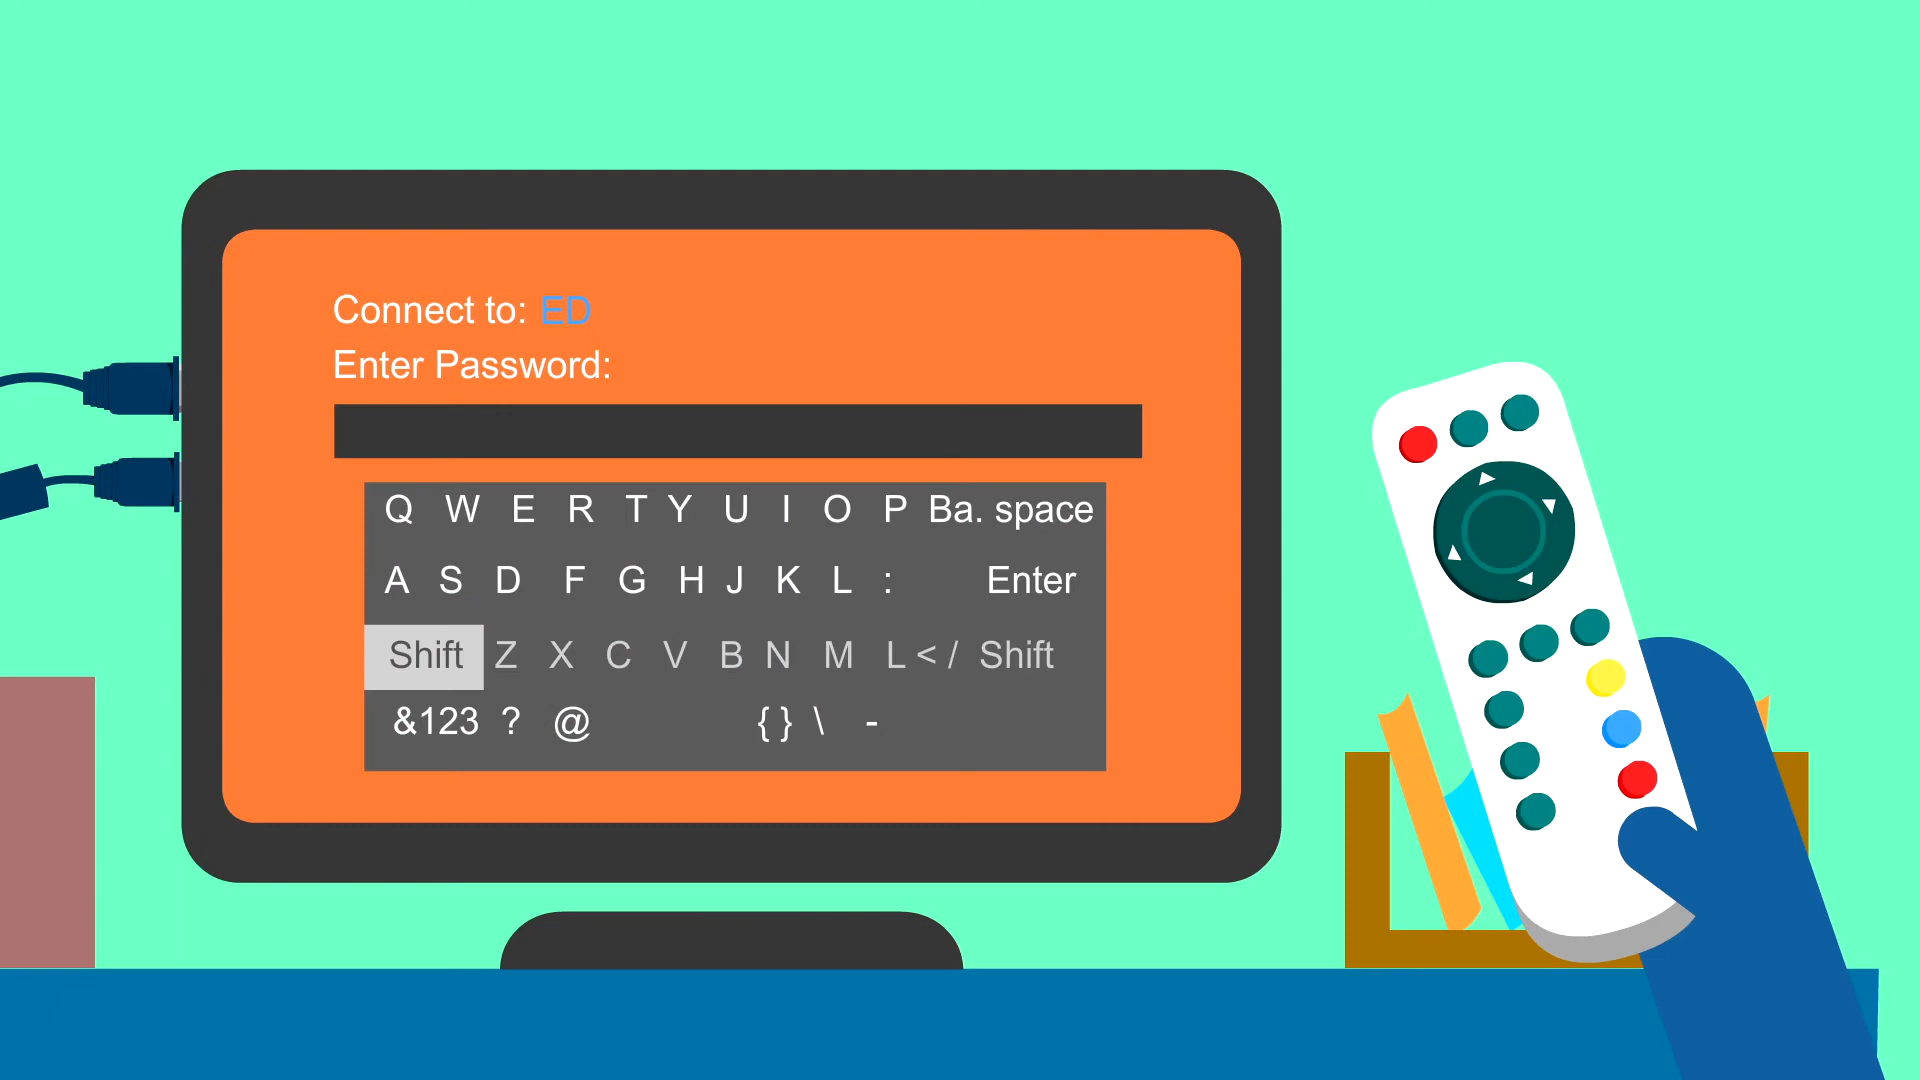 Connect to: ED
Enter Password:
Q W E R T Y U I O P Ba. space
A S D F G H J K L : Enter
Shift Z X C V B N M L < / Shift
&123 ? @ { } \ -